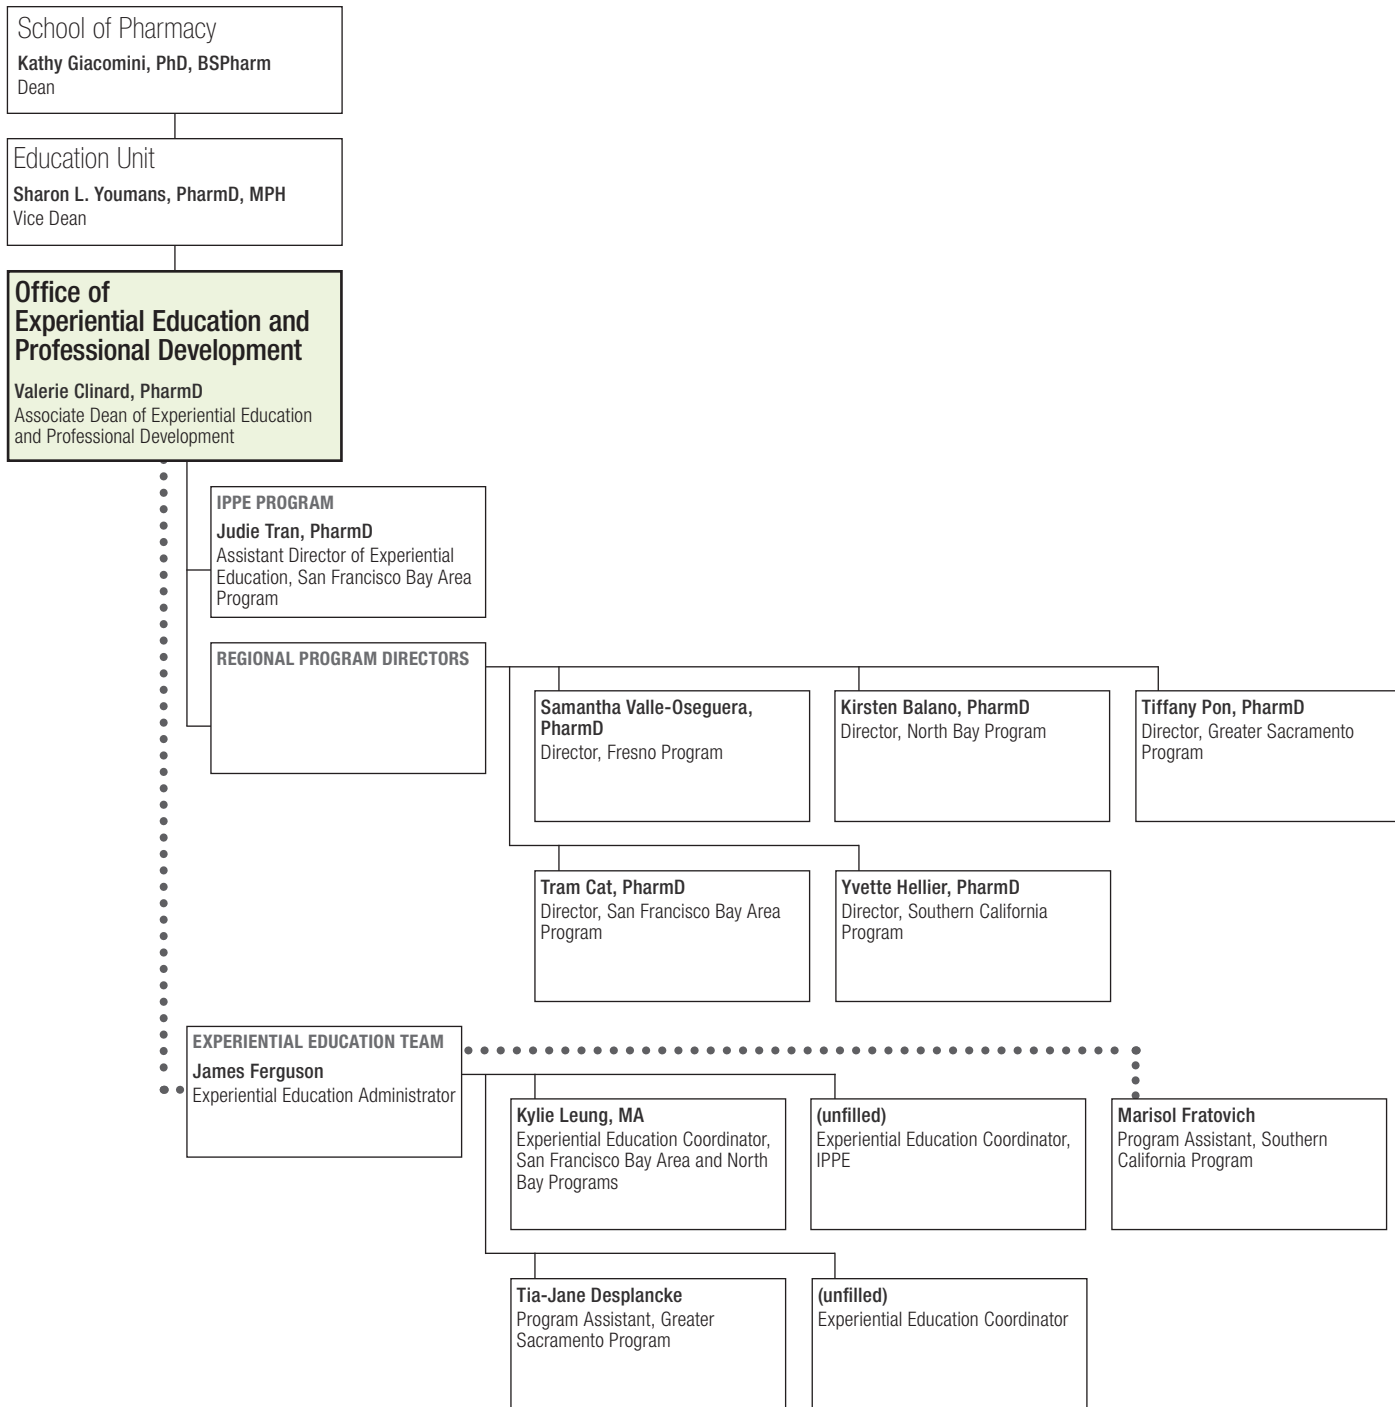 School of Pharmacy
Kathy Giacomini, PhD, BSPharm
Dean
Education Unit
Sharon L. Youmans, PharmD, MPH
Vice Dean
Office of
Experiential Education and
Professional Development
Valerie Clinard, PharmD
Associate Dean of Experiential Education
and Professional Development
IPPE PROGRAM
Judie Tran, PharmD
Assistant Director of Experiential
Education, San Francisco Bay Area
Program
REGIONAL PROGRAM DIRECTORS
Samantha Valle-Oseguera,
PharmD
Director, Fresno Program
Kirsten Balano, PharmD
Director, North Bay Program
Tiffany Pon, PharmD
Director, Greater Sacramento
Program
Tram Cat, PharmD
Director, San Francisco Bay Area
Program
Yvette Hellier, PharmD
Director, Southern California
Program
EXPERIENTIAL EDUCATION TEAM
James Ferguson
Experiential Education Administrator
Kylie Leung, MA
Experiential Education Coordinator,
San Francisco Bay Area and North
Bay Programs
(unfilled)
Experiential Education Coordinator,
IPPE
Marisol Fratovich
Program Assistant, Southern
California Program
Tia-Jane Desplancke
Program Assistant, Greater
Sacramento Program
(unfilled)
Experiential Education Coordinator